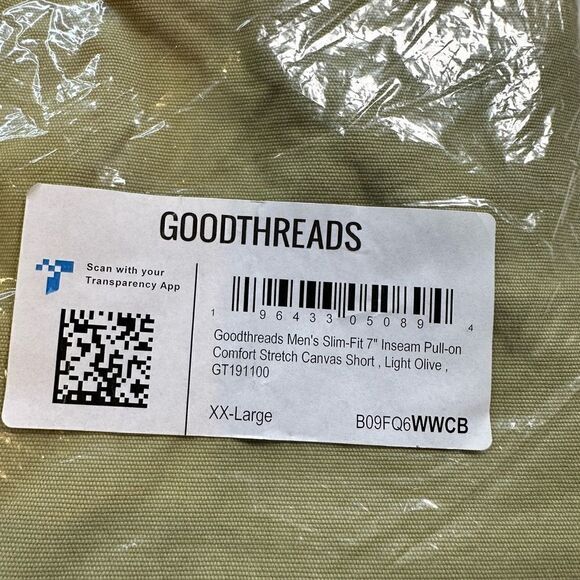 GOODTHREADS
Scan with your
Transparency App
1 96433 05089 4
Goodthreads Men's Slim-Fit 7" Inseam Pull-on
Comfort Stretch Canvas Short , Light Olive ,
GT191100
XX-Large
B09FQ6WWCB